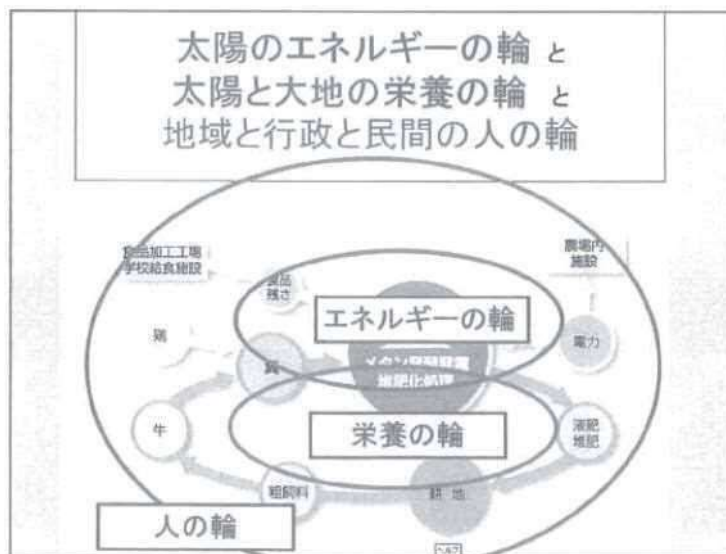 太陽のエネルギーの輪 と
太陽と大地の栄養の輪 と
地域と行政と民間の人の輪
食品加工工場
学校給食施設
農場内
施設
食品
残さ
エネルギーの輪
鶏
電力
糞
メタン発酵装置
堆肥化処理
栄養の輪
牛
液肥
堆肥
粗飼料
耕 地
人の輪